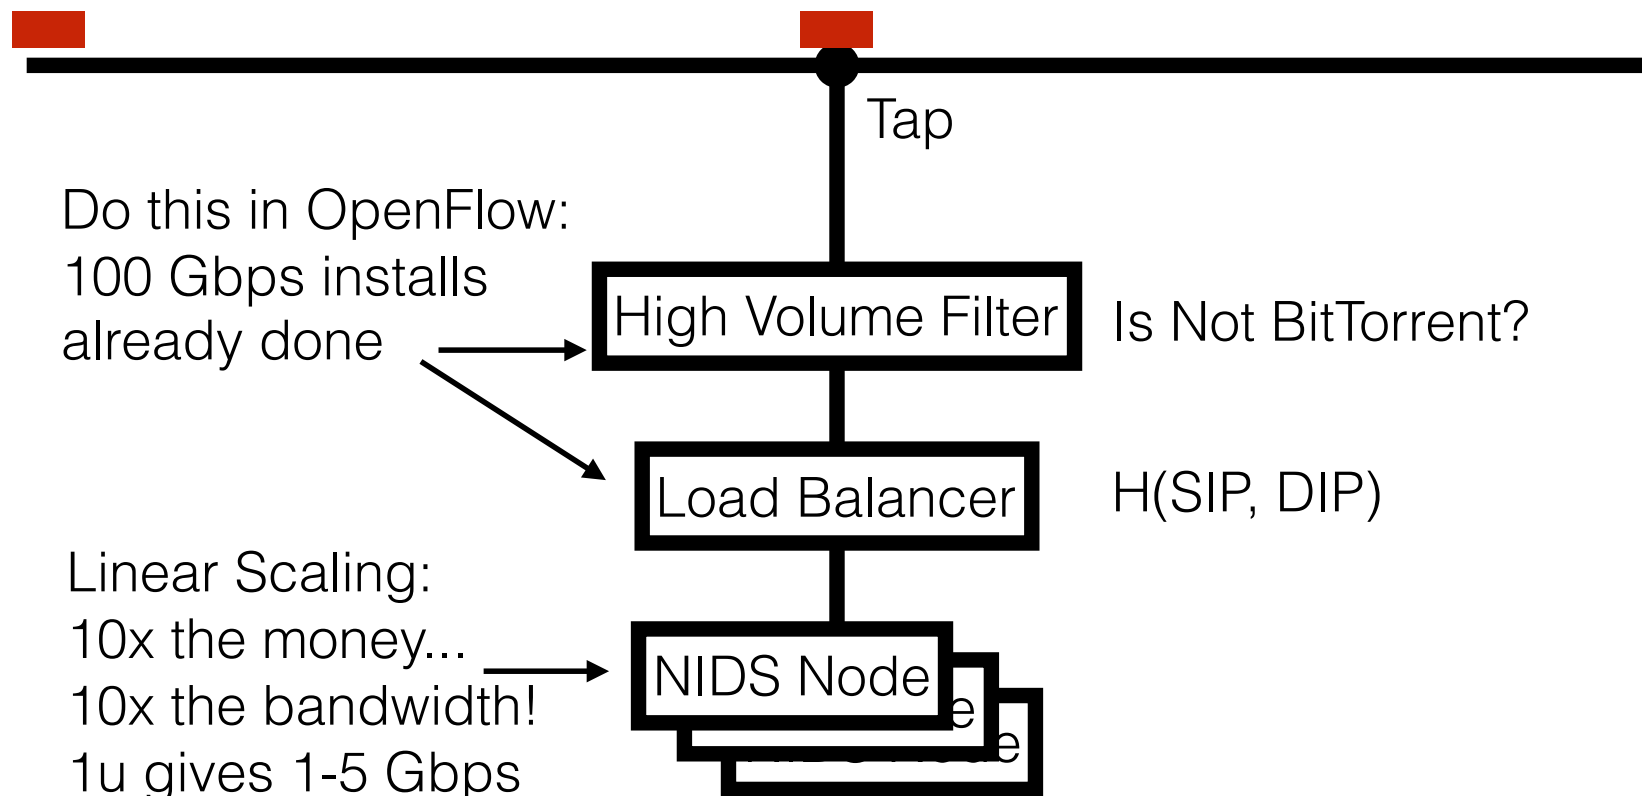 Tap
Do this in OpenFlow:
100 Gbps installs
already done
High Volume Filter
Is Not BitTorrent?
Load Balancer
H(SIP, DIP)
Linear Scaling:
10x the money...
10x the bandwidth!
1u gives 1-5 Gbps
NIDS Node